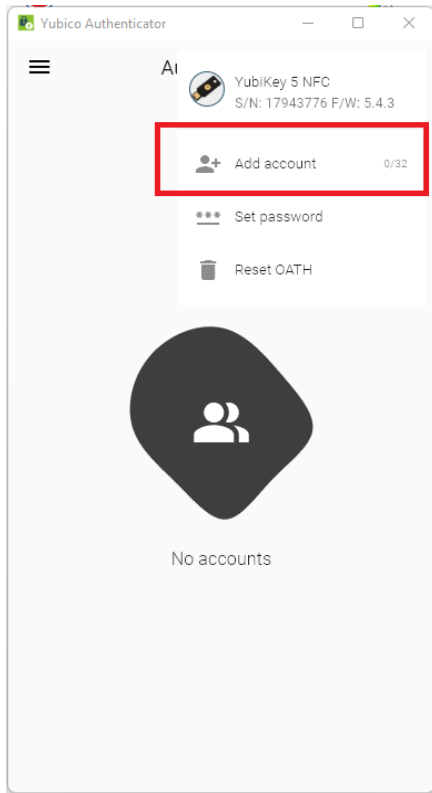 Yubico Authenticator
YubiKey 5 NFC
S/N: 17943776 F/W: 5.4.3
Add account 0/32
Set password
Reset OATH
No accounts